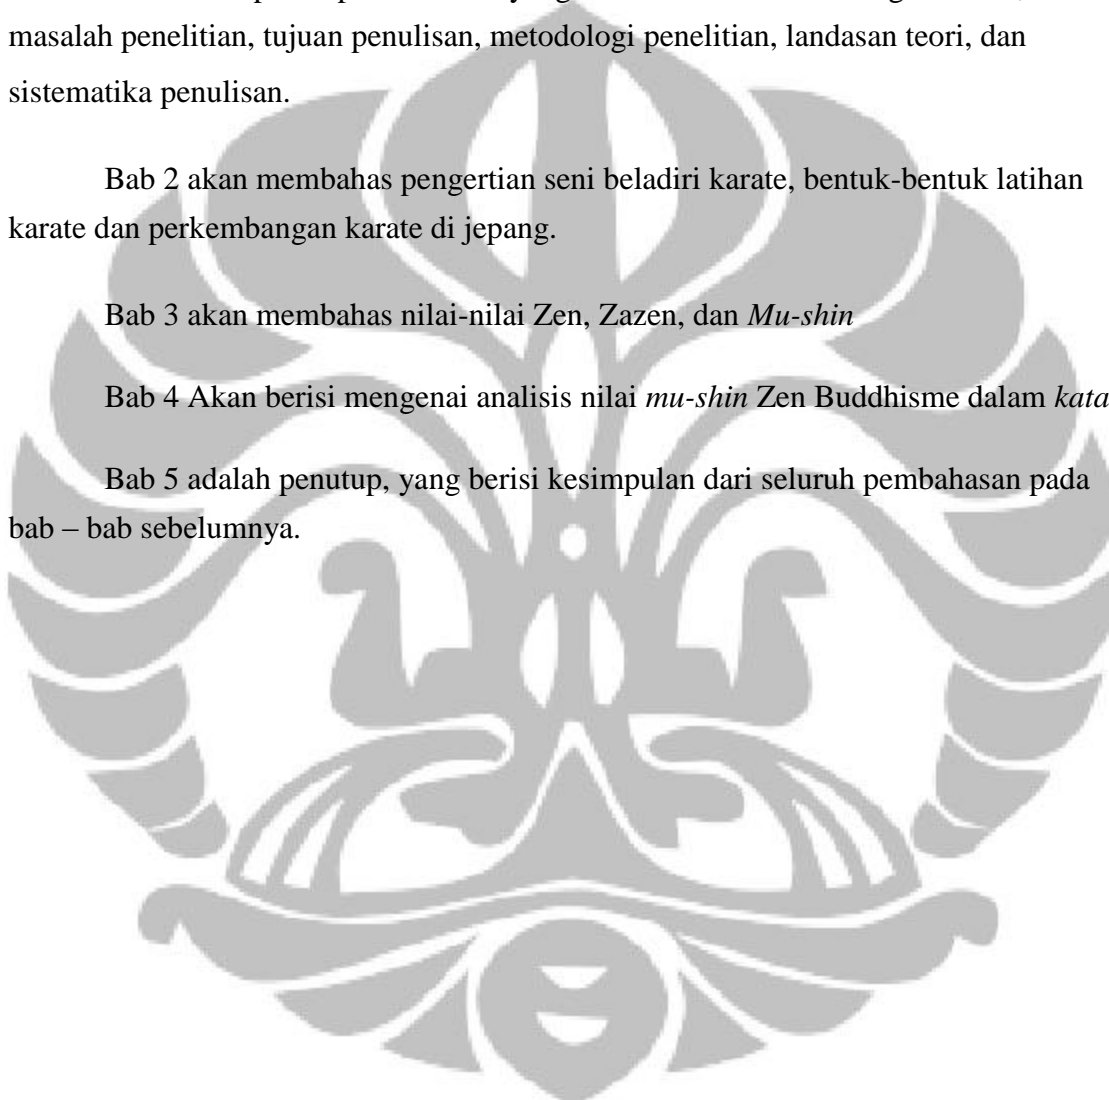 masalah penelitian, tujuan penulisan, metodologi penelitian, landasan teori, dan
sistematika penulisan.
Bab 2 akan membahas pengertian seni beladiri karate, bentuk-bentuk latihan
karate dan perkembangan karate di jepang.
Bab 3 akan membahas nilai-nilai Zen, Zazen, dan Mu-shin
Bab 4 Akan berisi mengenai analisis nilai mu-shin Zen Buddhisme dalam kata
Bab 5 adalah penutup, yang berisi kesimpulan dari seluruh pembahasan pada
bab – bab sebelumnya.